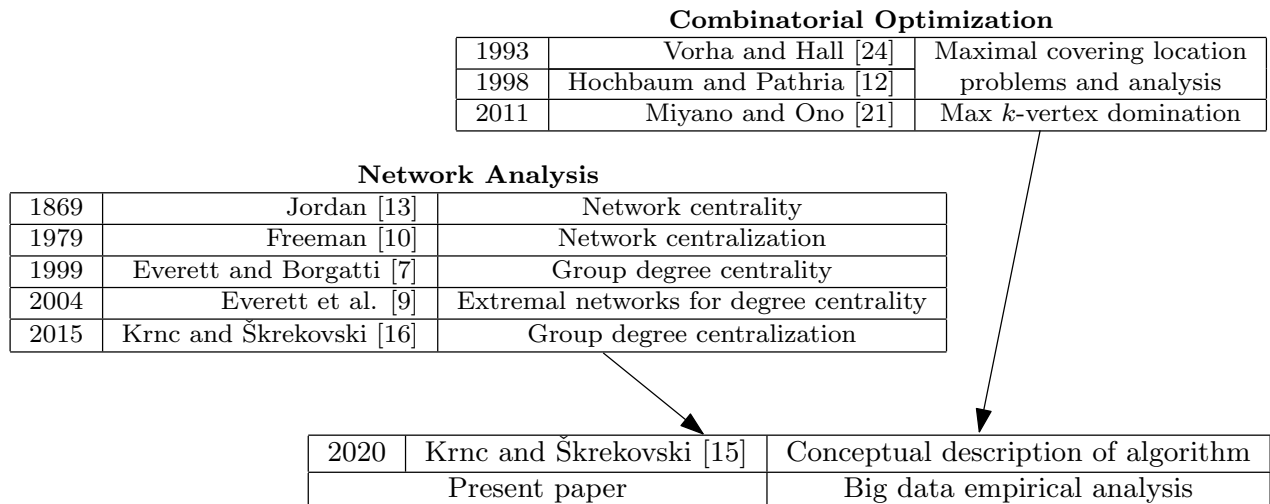 Combinatorial Optimization
1993 Vorha and Hall [24] Maximal covering location
1998 Hochbaum and Pathria [12] problems and analysis
2011 Miyano and Ono [21] Max k-vertex domination
Network Analysis
1869 Jordan [13] Network centrality
1979 Freeman [10] Network centralization
1999 Everett and Borgatti [7] Group degree centrality
2004 Everett et al. [9] Extremal networks for degree centrality
2015 Krnc and Škrekovski [16] Group degree centralization
2020 Krnc and Škrekovski [15] Conceptual description of algorithm
Present paper Big data empirical analysis